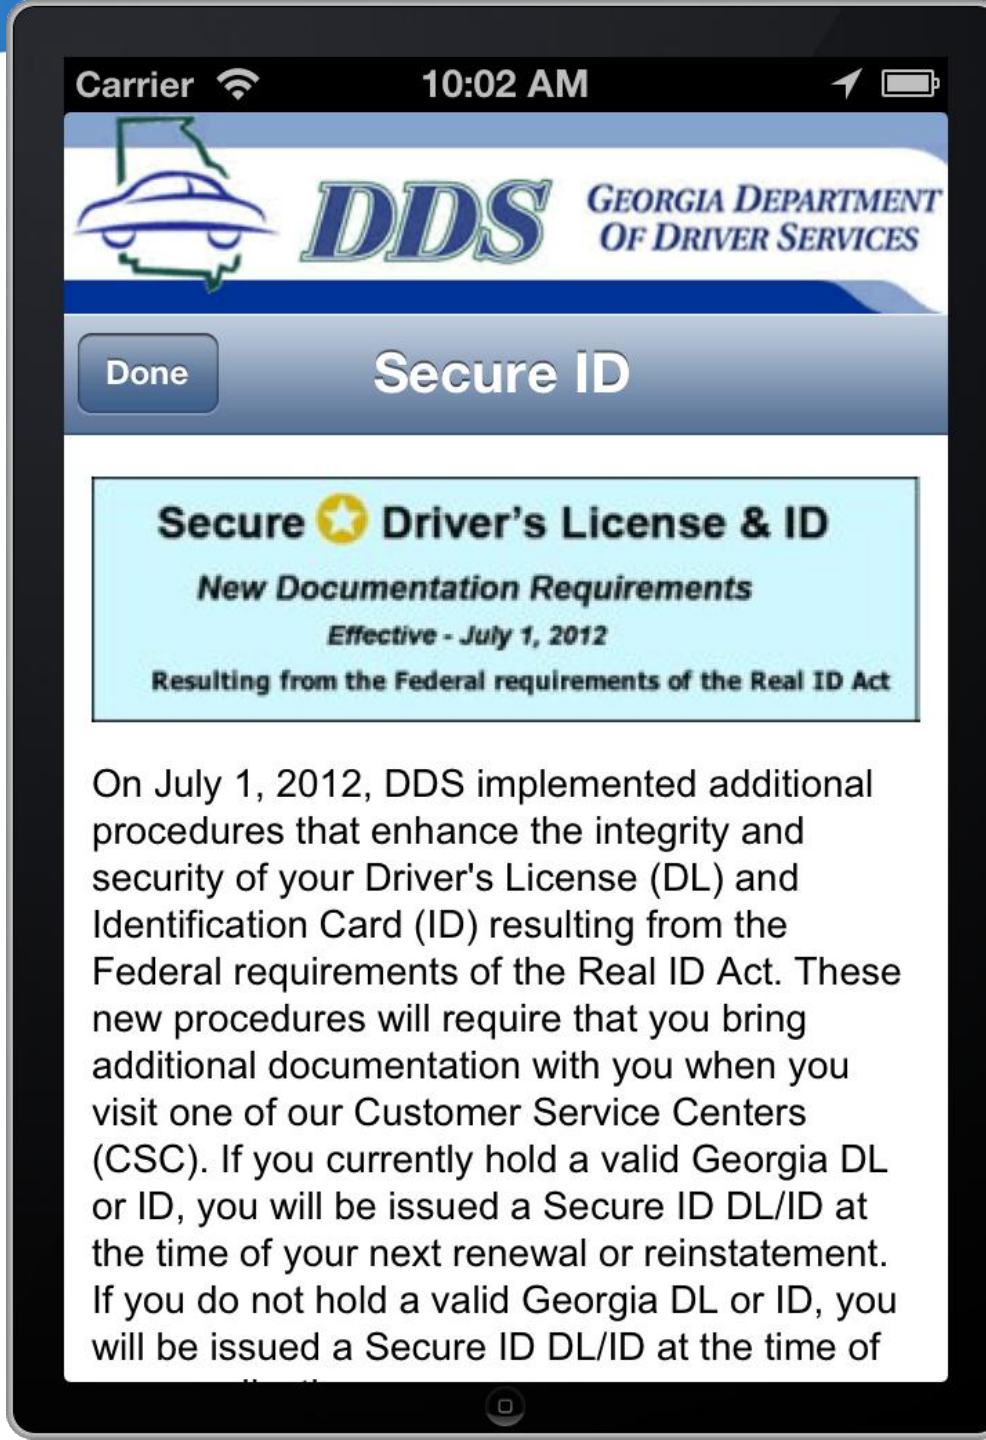 Carrier 10:02 AM
DDS GEORGIA DEPARTMENT
OF DRIVER SERVICES
Done Secure ID
Secure Driver's License & ID
New Documentation Requirements
Effective - July 1, 2012
Resulting from the Federal requirements of the Real ID Act
On July 1, 2012, DDS implemented additional
procedures that enhance the integrity and
security of your Driver's License (DL) and
Identification Card (ID) resulting from the
Federal requirements of the Real ID Act. These
new procedures will require that you bring
additional documentation with you when you
visit one of our Customer Service Centers
(CSC). If you currently hold a valid Georgia DL
or ID, you will be issued a Secure ID DL/ID at
the time of your next renewal or reinstatement.
If you do not hold a valid Georgia DL or ID, you
will be issued a Secure ID DL/ID at the time of